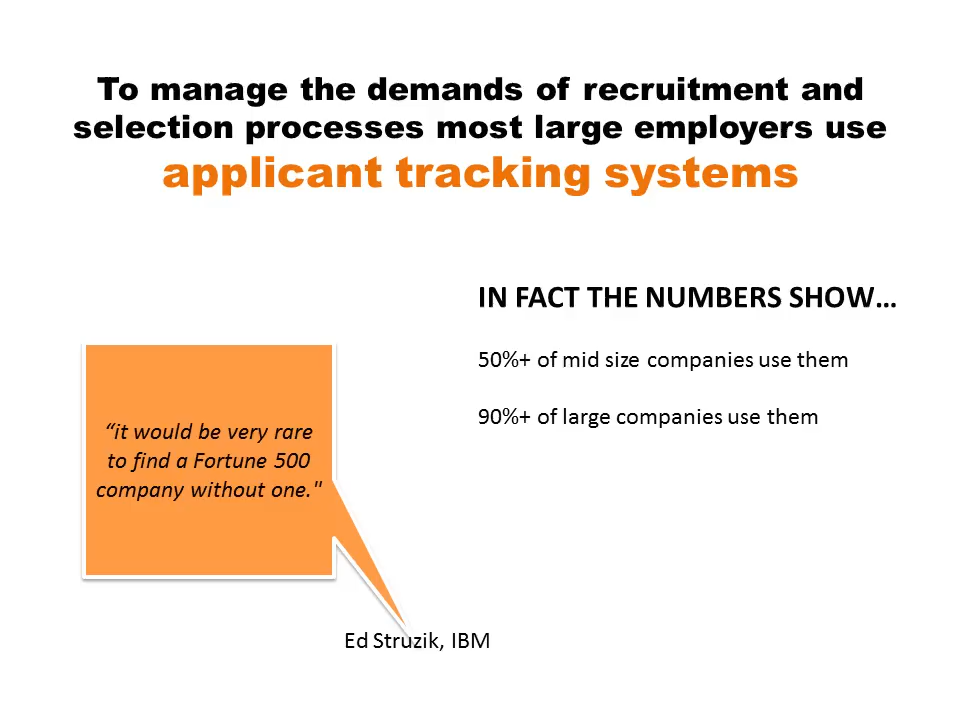 To manage the demands of recruitment and
selection processes most large employers use
applicant tracking systems
IN FACT THE NUMBERS SHOW…
50%+ of mid size companies use them
90%+ of large companies use them
“it would be very rare
to find a Fortune 500
company without one."
Ed Struzik, IBM